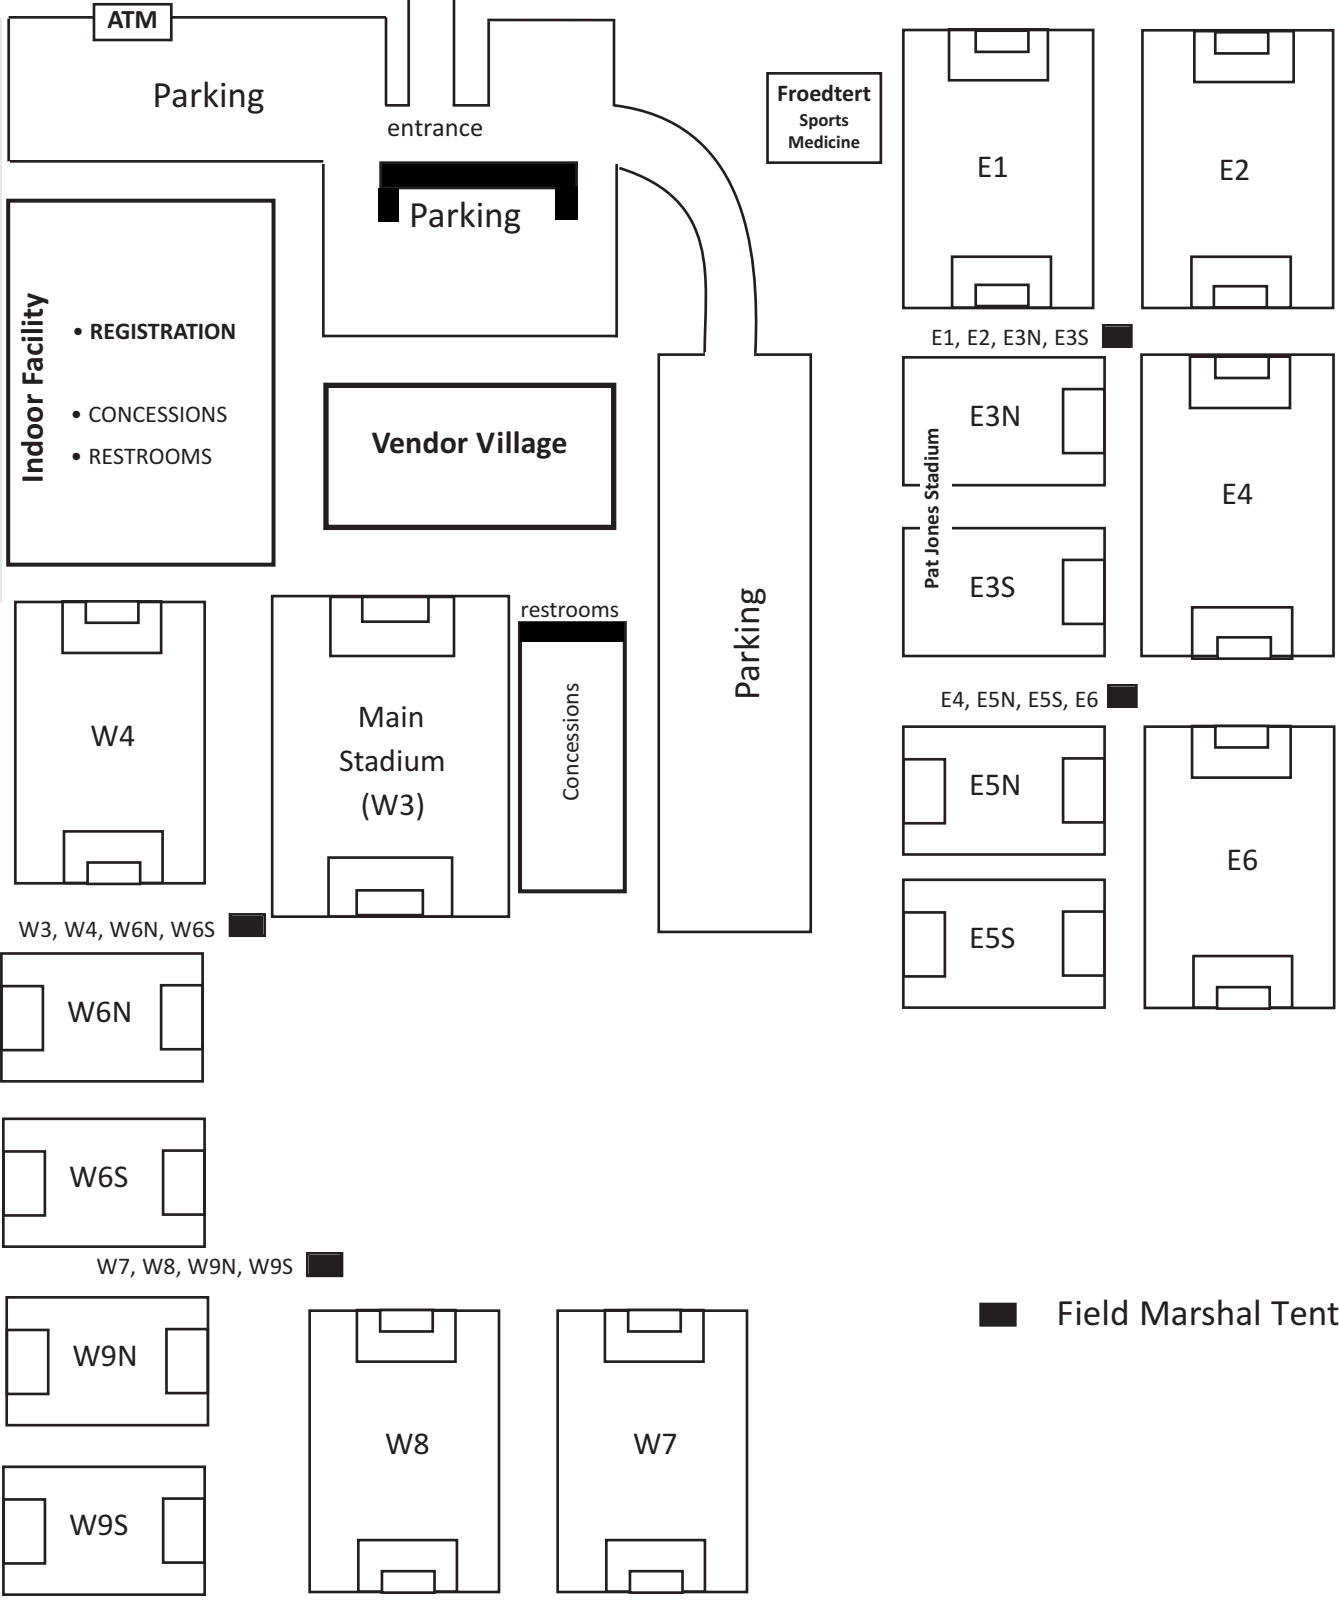 ATM
Parking
entrance
Parking
Froedtert
Sports
Medicine
E1
E2
Indoor Facility
• REGISTRATION
• CONCESSIONS
• RESTROOMS
Vendor Village
E1, E2, E3N, E3S
E3N
Pat Jones Stadium
E3S
E4
restrooms
Parking
W4
Main
Stadium
(W3)
Concessions
E4, E5N, E5S, E6
E5N
E6
E5S
W3, W4, W6N, W6S
W6N
W6S
W7, W8, W9N, W9S
Field Marshal Tent
W9N
W8
W7
W9S